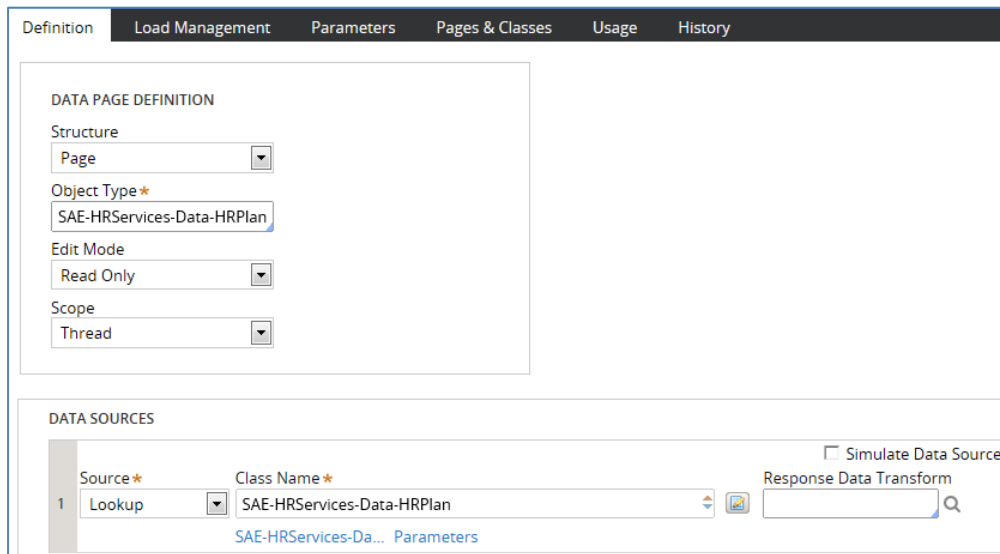 Definition Load Management Parameters Pages & Classes Usage History
DATA PAGE DEFINITION
Structure
Page
Object Type*
SAE-HRServices-Data-HRPlan
Edit Mode
Read Only
Scope
Thread
DATA SOURCES
Simulate Data Source
Source* Class Name* Response Data Transform
1 Lookup SAE-HRServices-Data-HRPlan
SAE-HRServices-Da... Parameters